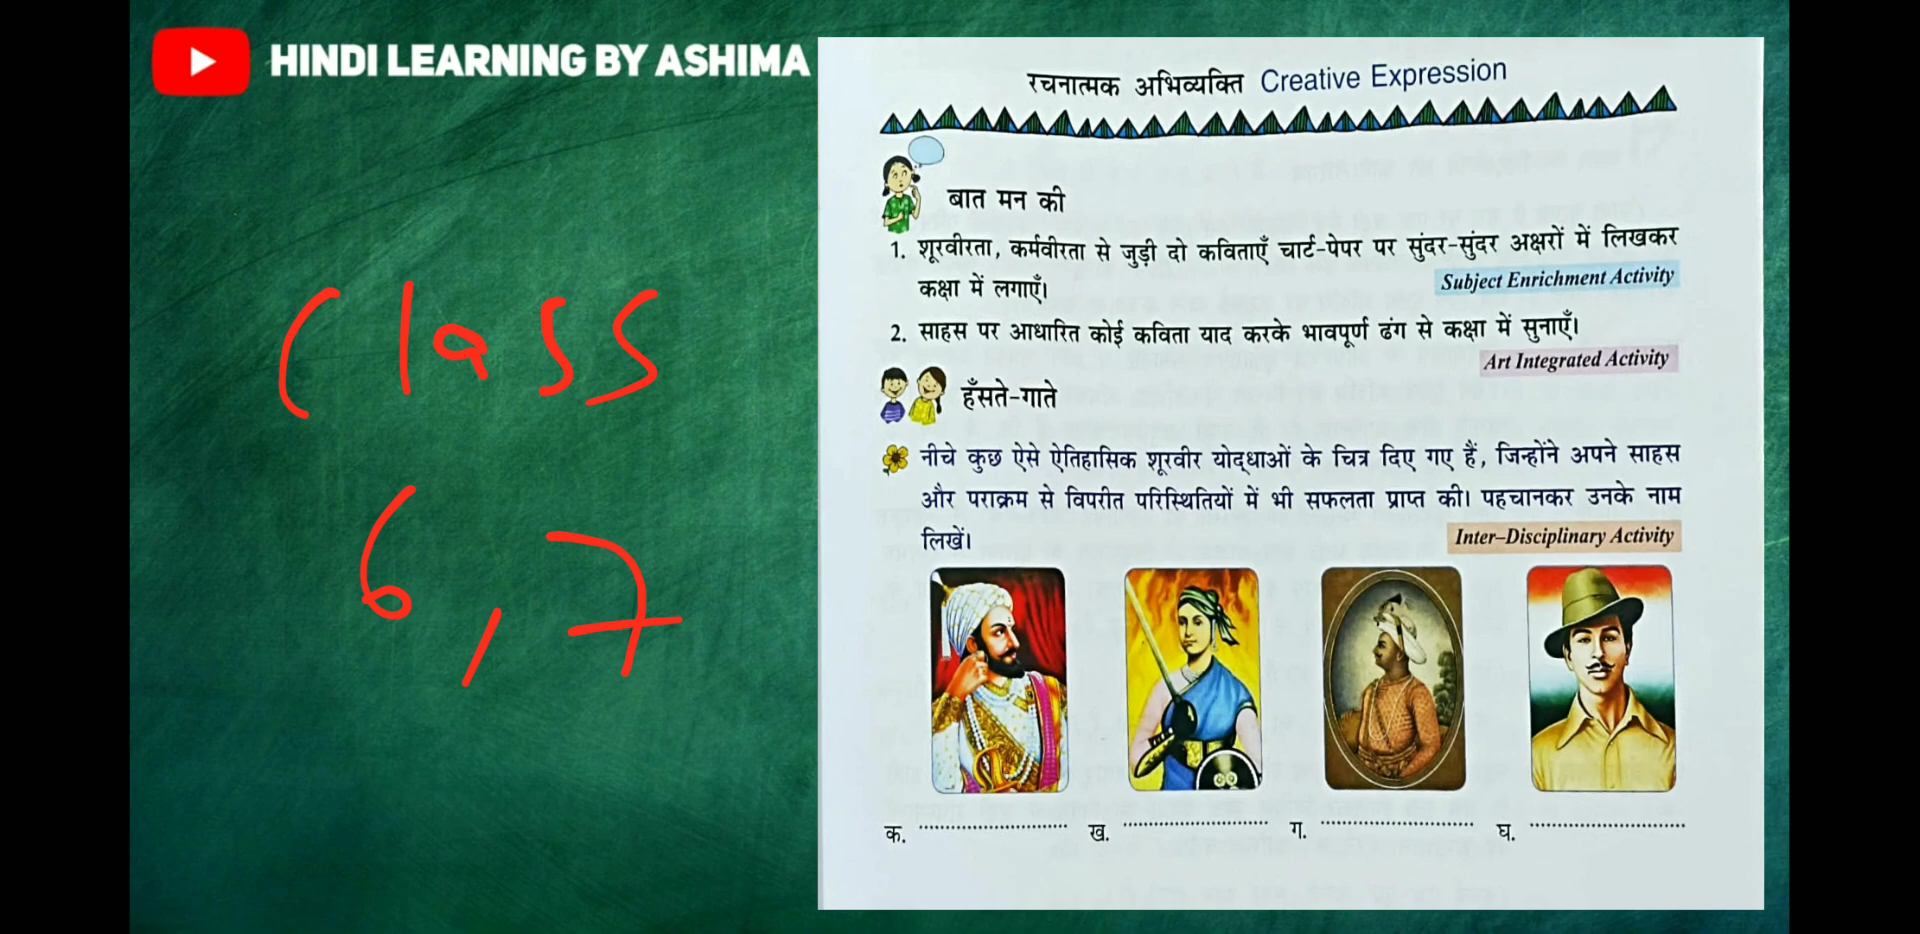 HINDI LEARNING BY ASHIMA
Class
6, 7
रचनात्मक अभिव्यक्ति Creative Expression
बात मन की
1. शूरवीरता, कर्मवीरता से जुड़ी दो कविताएँ चार्ट-पेपर पर सुंदर-सुंदर अक्षरों में लिखकर
कक्षा में लगाएँ।
Subject Enrichment Activity
2. साहस पर आधारित कोई कविता याद करके भावपूर्ण ढंग से कक्षा में सुनाएँ।
Art Integrated Activity
हँसते-गाते
नीचे कुछ ऐसे ऐतिहासिक शूरवीर योद्धाओं के चित्र दिए गए हैं, जिन्होंने अपने साहस
और पराक्रम से विपरीत परिस्थितियों में भी सफलता प्राप्त की। पहचानकर उनके नाम
लिखें।
Inter–Disciplinary Activity
क. .............................. ख. .............................. ग. .............................. घ. ..............................